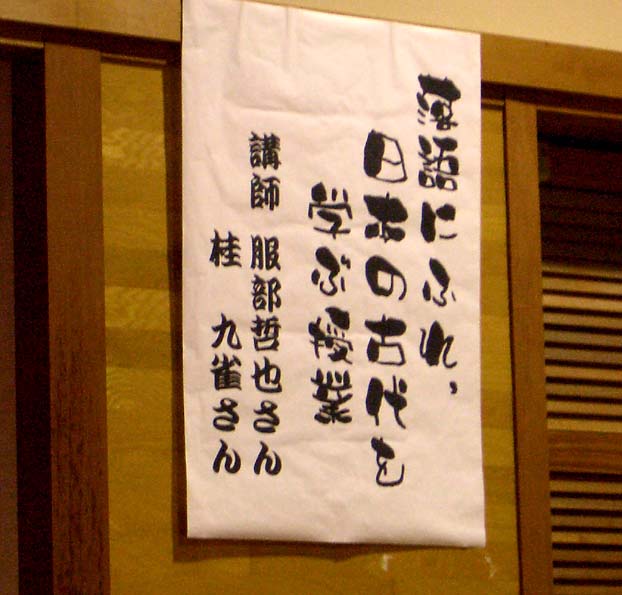 落語にふれ、
日本の古代を
学ぶ授業
講師 服部哲也さん
桂 九雀さん